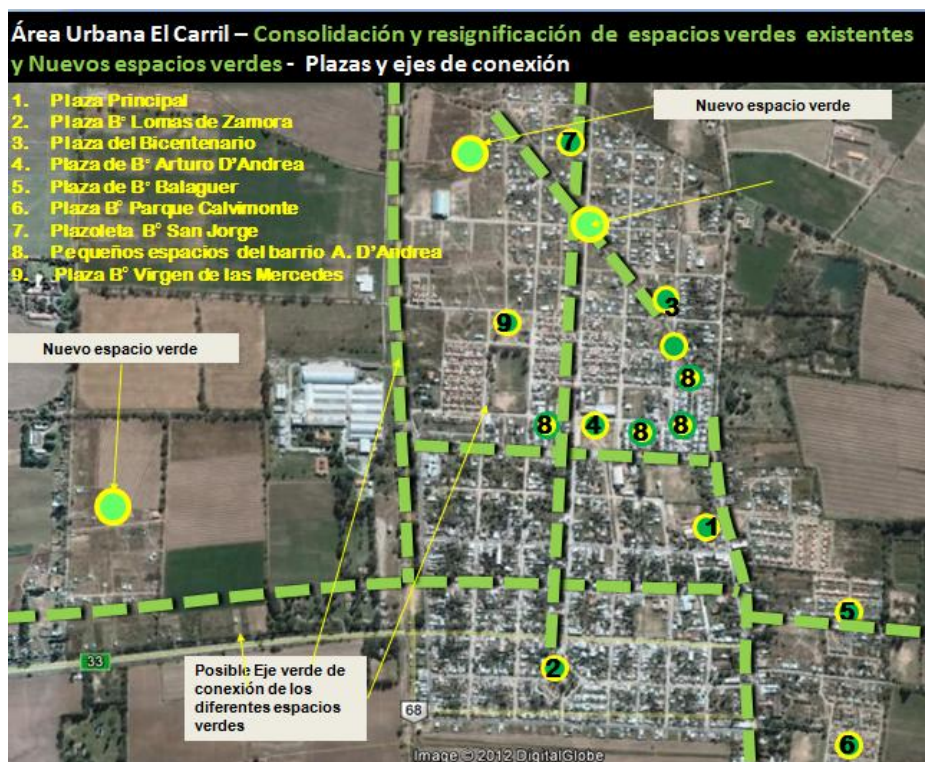 Área Urbana El Carril – Consolidación y resignificación de espacios verdes existentes
y Nuevos espacios verdes - Plazas y ejes de conexión
1. Plaza Principal
2. Plaza B° Lomas de Zamora
3. Plaza del Bicentenario
4. Plaza de B° Arturo D’Andrea
5. Plaza de B° Balaguer
6. Plaza B° Parque Calvimonte
7. Plazoleta B° San Jorge
8. Pequeños espacios del barrio A. D’Andrea
9. Plaza B° Virgen de las Mercedes
Nuevo espacio verde
7
3
9
Nuevo espacio verde
8
8
4
8
8
1
5
33
Posible Eje verde de
conexión de los
diferentes espacios
verdes
2
68
6
Image © 2012 DigitalGlobe